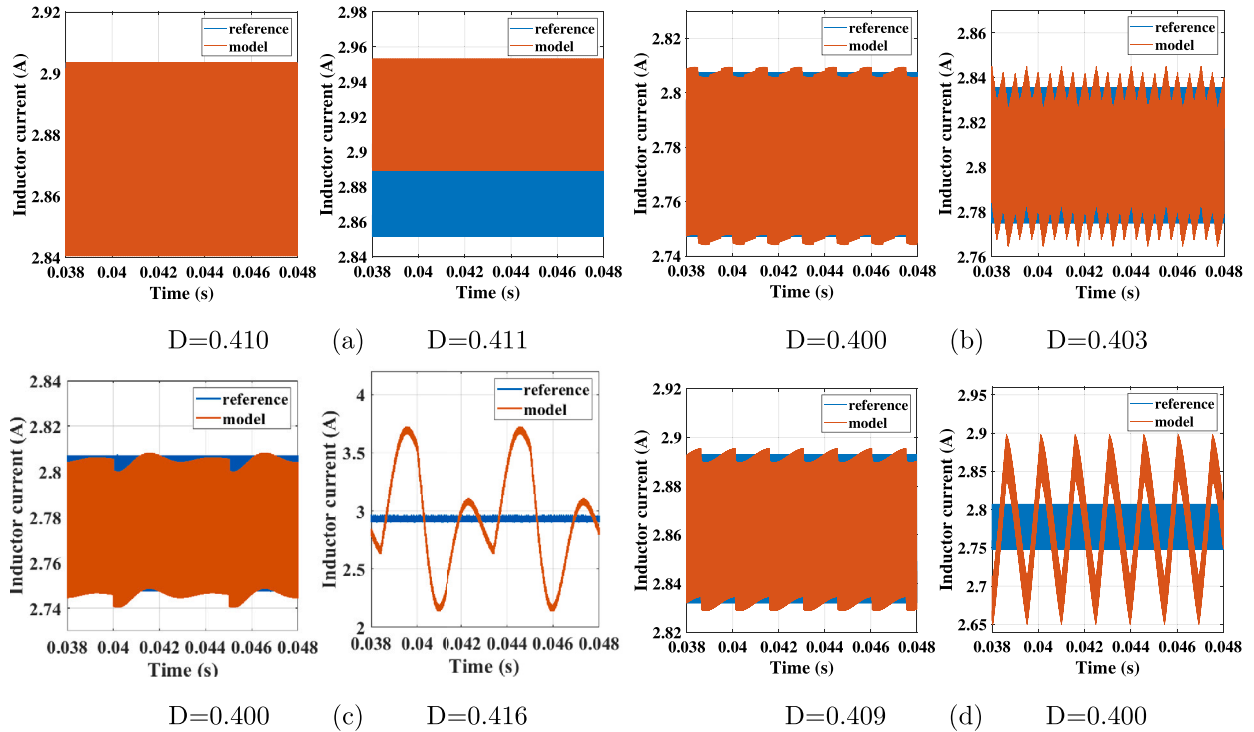 2.92
2.9
2.88
2.86
2.84
0.038 0.04 0.042 0.044 0.046 0.048
Inductor current (A)
Time (s)
reference
model
2.98
2.96
2.94
2.92
2.9
2.88
2.86
2.84
0.038 0.04 0.042 0.044 0.046 0.048
Inductor current (A)
Time (s)
reference
model
D=0.410 (a) D=0.411
2.82
2.8
2.78
2.76
2.74
0.038 0.04 0.042 0.044 0.046 0.048
Inductor current (A)
Time (s)
reference
model
2.86
2.84
2.82
2.8
2.78
2.76
0.038 0.04 0.042 0.044 0.046 0.048
Inductor current (A)
Time (s)
reference
model
D=0.400 (b) D=0.403
2.84
2.82
2.8
2.78
2.76
2.74
0.038 0.04 0.042 0.044 0.046 0.048
Inductor current (A)
Time (s)
reference
model
4
3.5
3
2.5
2
0.038 0.04 0.042 0.044 0.046 0.048
Inductor current (A)
Time (s)
reference
model
D=0.400 (c) D=0.416
2.92
2.9
2.88
2.86
2.84
2.82
0.038 0.04 0.042 0.044 0.046 0.048
Inductor current (A)
Time (s)
reference
model
2.95
2.9
2.85
2.8
2.75
2.7
2.65
0.038 0.04 0.042 0.044 0.046 0.048
Inductor current (A)
Time (s)
reference
model
D=0.409 (d) D=0.400